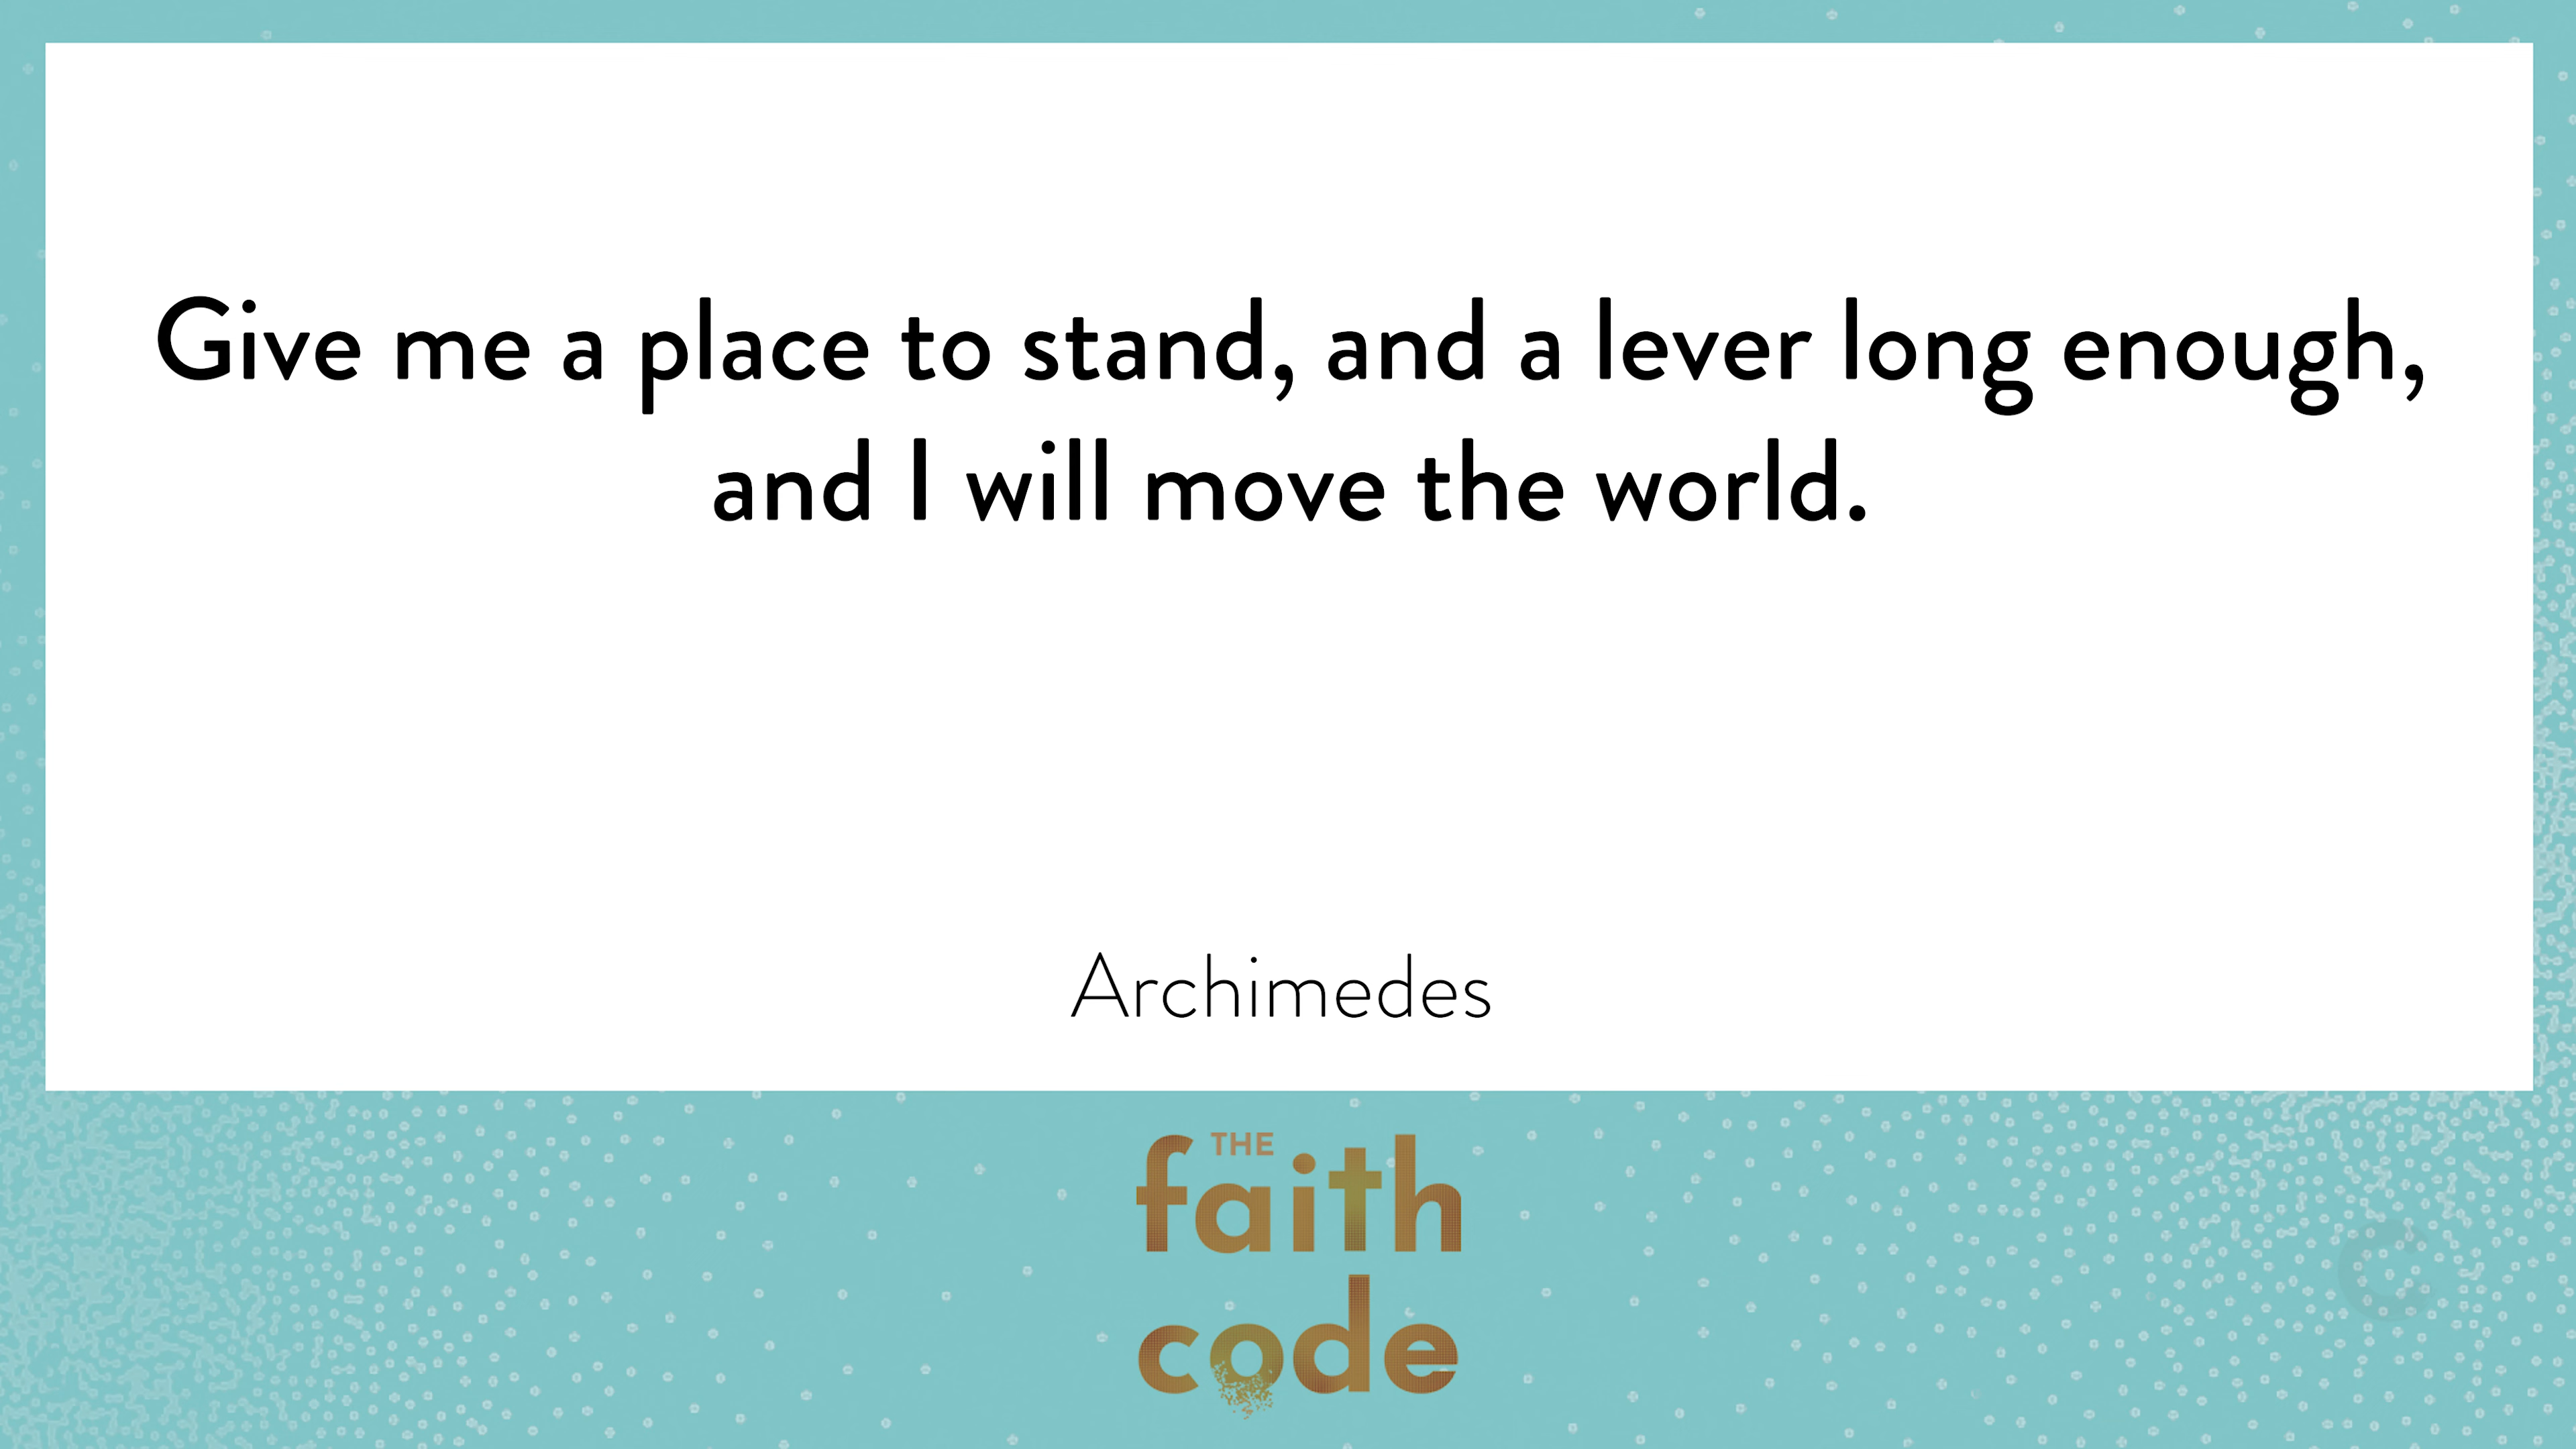 Give me a place to stand, and a lever long enough,
and I will move the world.
Archimedes
THE
faith
code